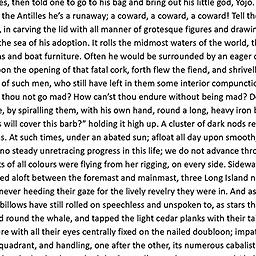 es, then told one to go to his bag and bring out his little god, Yojo.
the Antilles he's a runaway; a coward, a coward, a coward! Tell the
, in carving the lid with all manner of grotesque figures and drawin
the sea of his adoption. It rolls the midmost waters of the world, t
as and boat furniture. Often he would be surrounded by an eager c
pon the opening of that fatal cork, forth flew the fiend, and shrivell
of such men, who still have left in them some interior compunctio
thou not go mad? How can'st thou endure without being mad? D
e, by spiralling them, with his own hand, round a long, heavy iron b
s will cover this barb?” holding it high up. A cluster of dark nods re
s. At such times, under an abated sun; afloat all day upon smooth,
no steady unretracing progress in this life; we do not advance thro
ks of all colours were flying from her rigging, on every side. Sidewa
ed aloft between the foremast and mainmast, three Long Island n
never heeding their gaze for the lively revelry they were in. And as
billows have still rolled on speechless and unspoken to, as stars th
d round the whale, and tapped the light cedar planks with their ta
re with all their eyes centrally fixed on the nailed doubloon; impat
quadrant, and handling, one after the other, its numerous cabalist